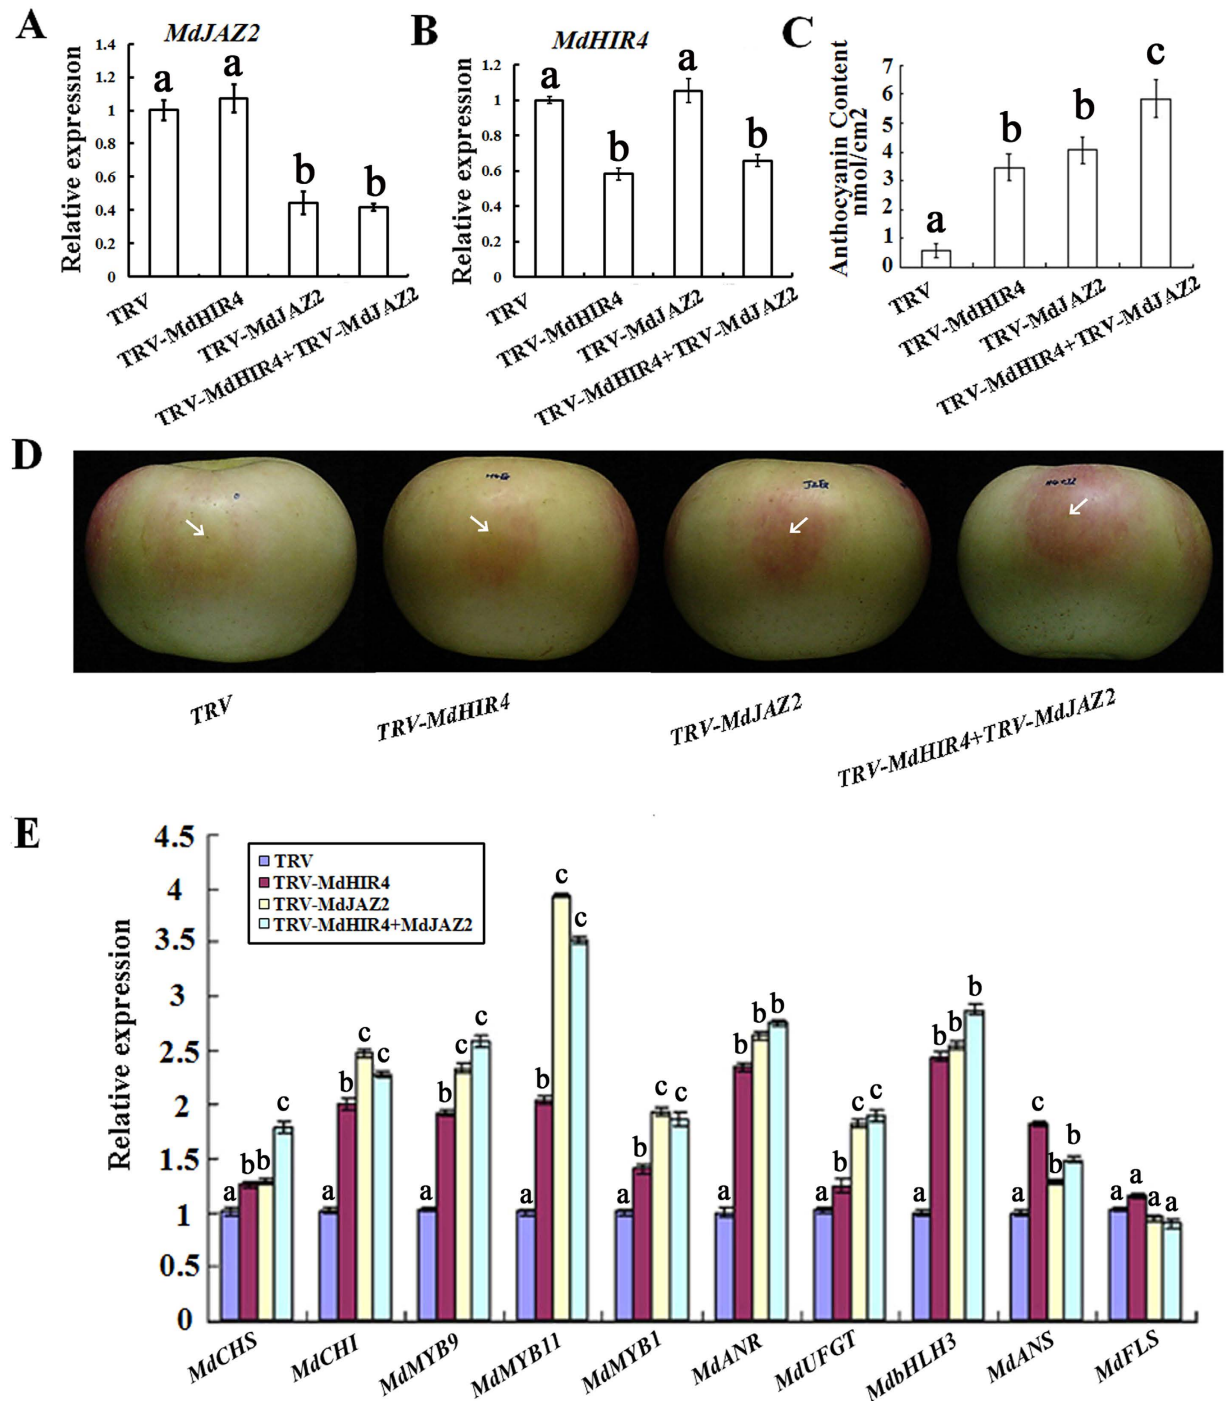 A
MdJAZ2
Relative expression
1.4
1.2
1
0.8
0.6
0.4
0.2
0
a
a
b
b
TRV
TRV-MdHIR4
TRV-MdJAZ2
TRV-MdHIR4+TRV-MdJAZ2
B
MdHIR4
Relative expression
1.2
1
0.8
0.6
0.4
0.2
0
a
b
a
b
TRV
TRV-MdHIR4
TRV-MdJAZ2
TRV-MdHIR4+TRV-MdJAZ2
C
Anthocyanin Content
nmol/cm2
7
6
5
4
3
2
1
0
a
b
b
c
TRV
TRV-MdHIR4
TRV-MdJAZ2
TRV-MdHIR4+TRV-MdJAZ2
D
TRV
TRV-MdHIR4
TRV-MdJAZ2
TRV-MdHIR4+TRV-MdJAZ2
E
Relative expression
4.5
4
3.5
3
2.5
2
1.5
1
0.5
0
TRV
TRV-MdHIR4
TRV-MdJAZ2
TRV-MdHIR4+MdJAZ2
a b b c
a b c c
a b c c
a b c c
a b c c
a b b b
a b c c
a b b b
a c b b
a a a a
MdCHS
MdCHI
MdMYB9
MdMYB11
MdMYB1
MdANR
MdUFGT
MdbHLH3
MdANS
MdFLS